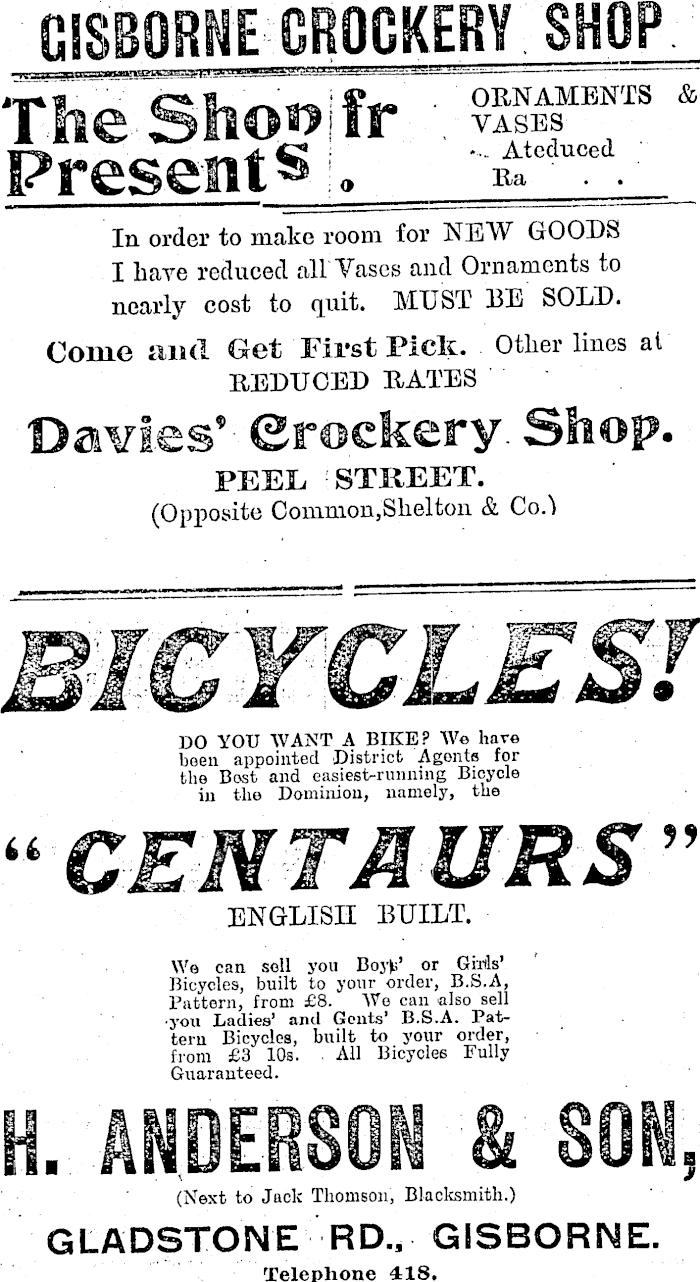 GISBORNE CROCKERY SHOP
The Shop fr
Presents .
ORNAMENTS &
VASES
Ateduced
Ra . .
In order to make room for NEW GOODS
I have reduced all Vases and Ornaments to
nearly cost to quit. MUST BE SOLD.
Come and Get First Pick. Other lines at
REDUCED RATES
Davies' Crockery Shop.
PEEL STREET.
(Opposite Common,Shelton & Co.)
BICYCLES!
DO YOU WANT A BIKE? We have
been appointed District Agents for
the Best and easiest-running Bicycle
in the Dominion, namely, the
"CENTAURS"
ENGLISH BUILT.
We can sell you Boys' or Girls'
Bicycles, built to your order, B.S.A,
Pattern, from £8. We can also sell
you Ladies' and Gents' B.S.A. Pat-
tern Bicycles, built to your order,
from £3 10s. All Bicycles Fully
Guaranteed.
H. ANDERSON & SON,
(Next to Jack Thomson, Blacksmith.)
GLADSTONE RD., GISBORNE.
Telephone 418.